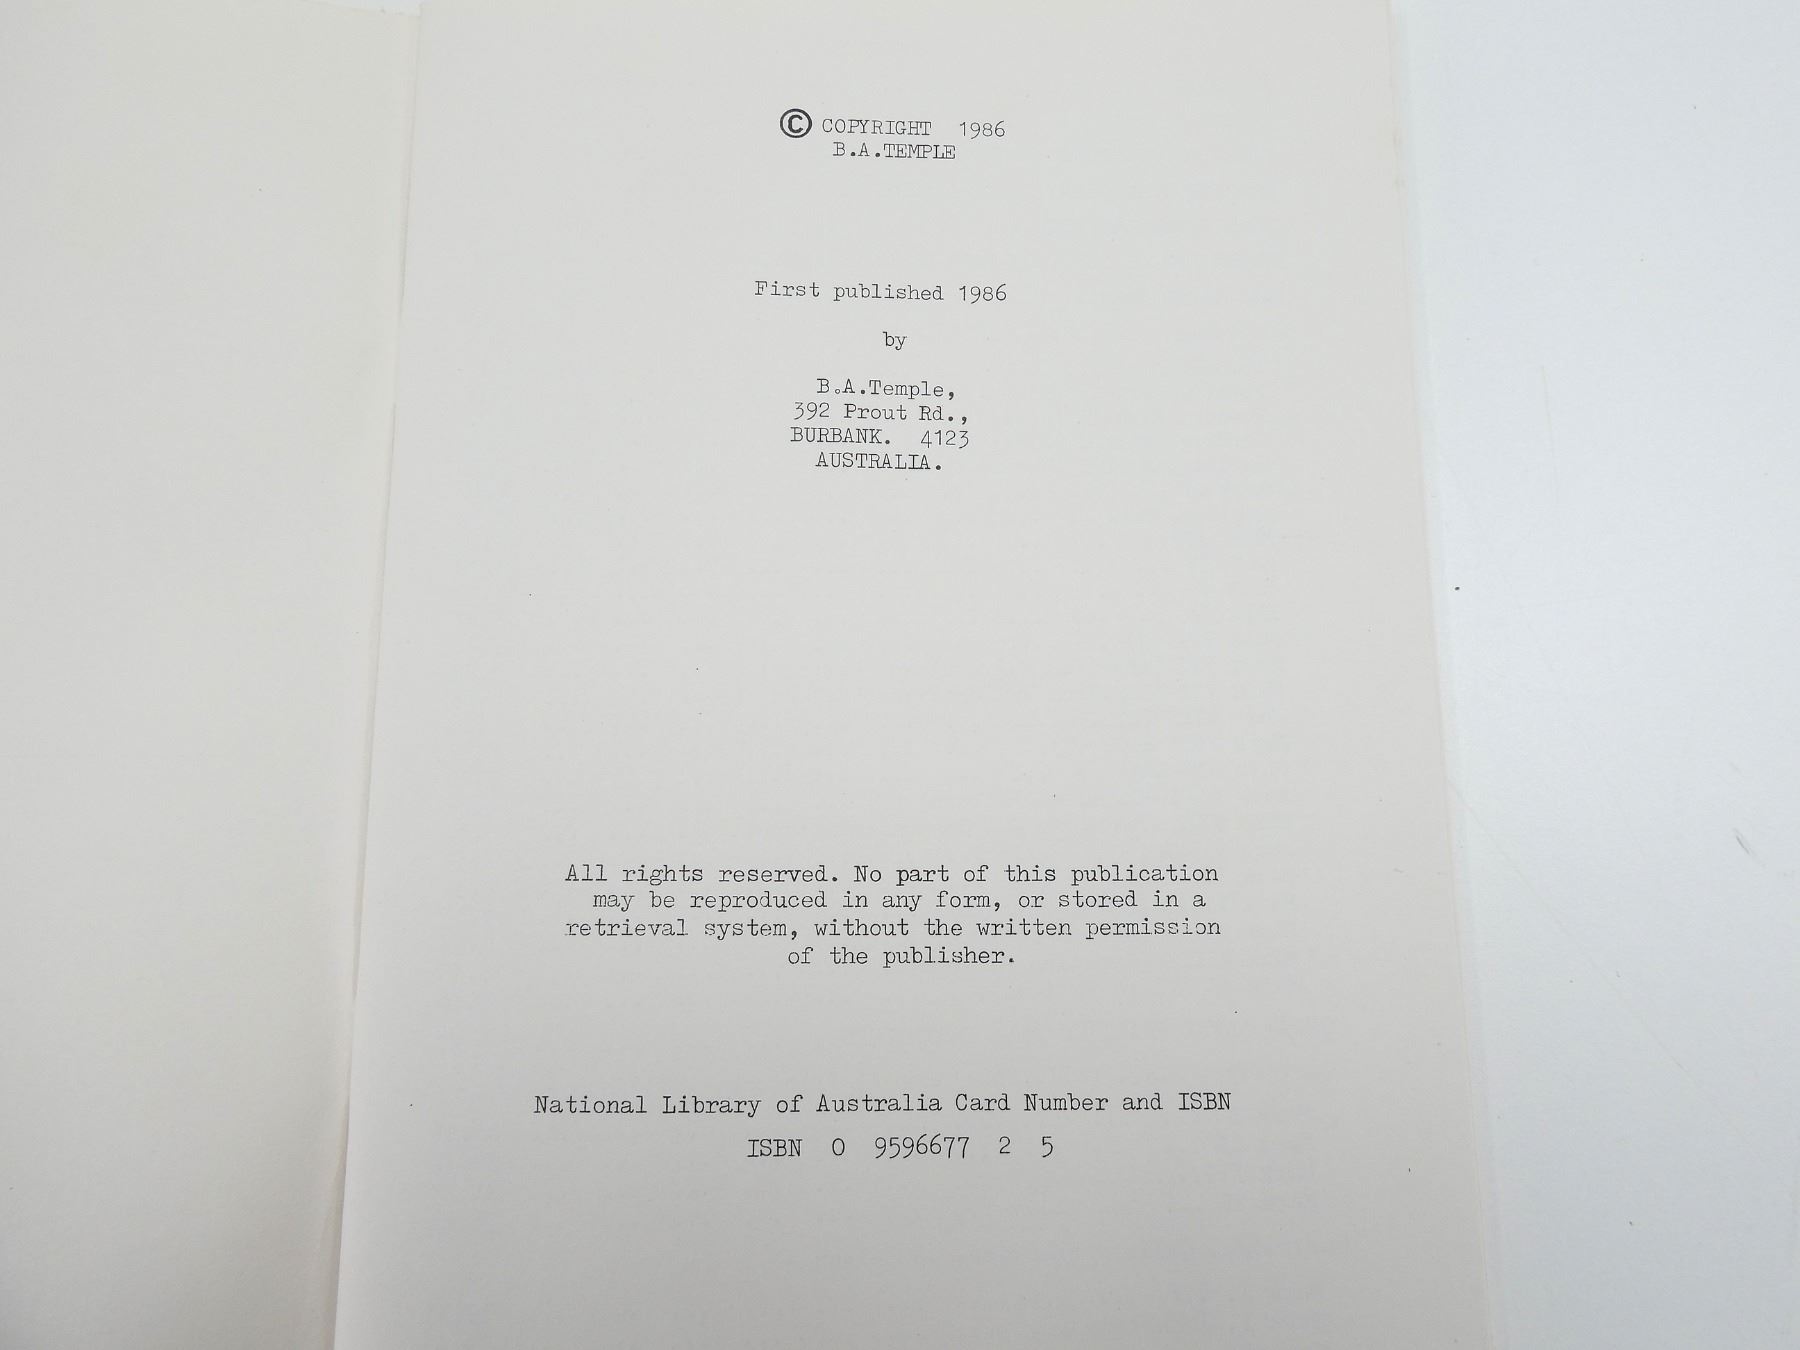 © COPYRIGHT 1986
B.A.TEMPLE
First published 1986
by
B.A.Temple,
392 Prout Rd.,
BURBANK. 4123
AUSTRALIA.
All rights reserved. No part of this publication
may be reproduced in any form, or stored in a
retrieval system, without the written permission
of the publisher.
National Library of Australia Card Number and ISBN
ISBN 0 9596677 2 5